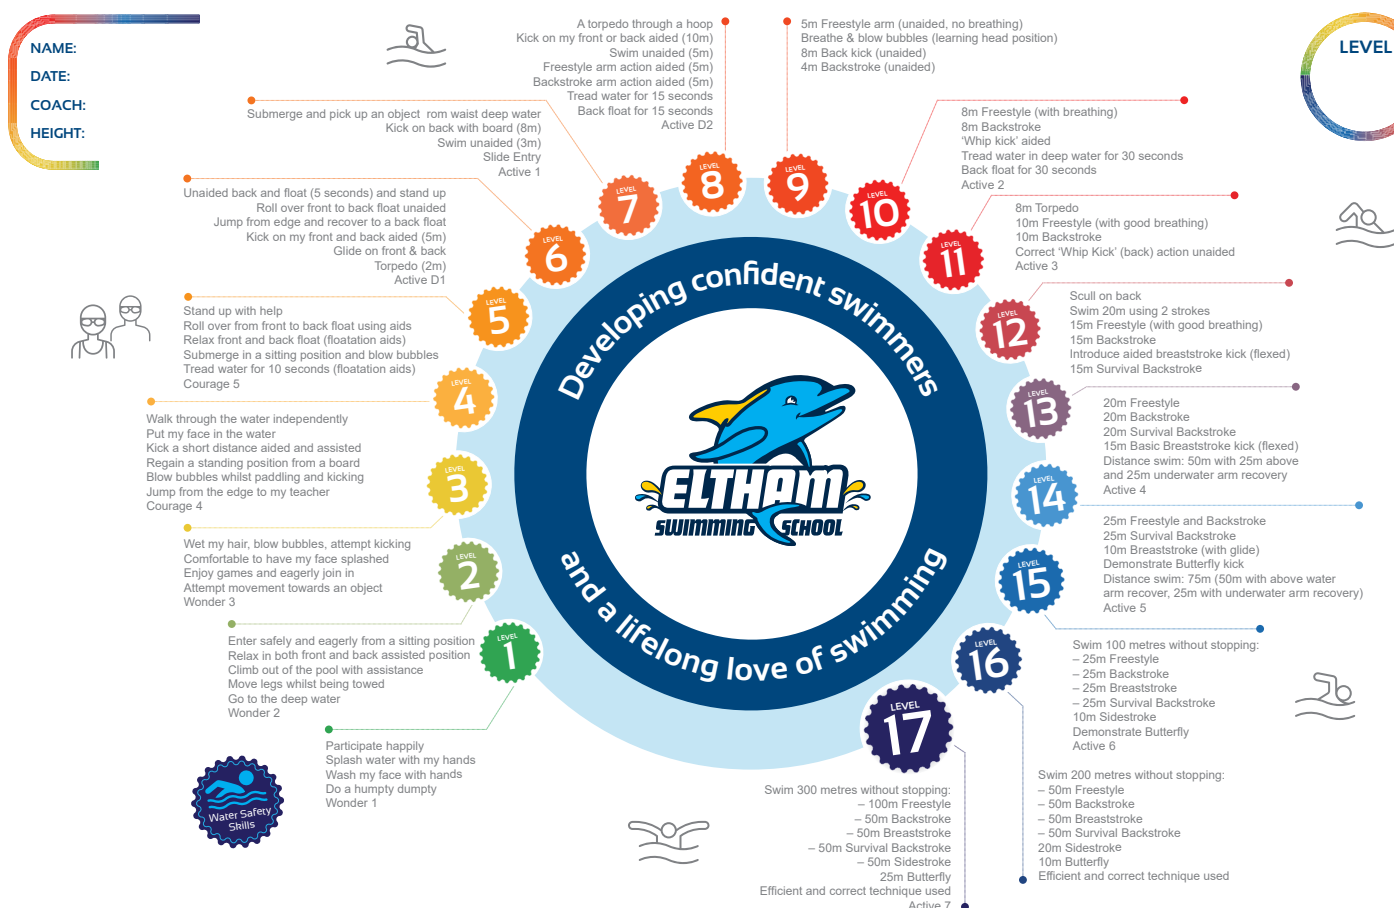 NAME:
DATE:
COACH:
HEIGHT:
LEVEL
A torpedo through a hoop
Kick on my front or back aided (10m)
Swim unaided (5m)
Freestyle arm action aided (5m)
Backstroke arm action aided (5m)
Tread water for 15 seconds
Back float for 15 seconds
Active D2
5m Freestyle arm (unaided, no breathing)
Breathe & blow bubbles (learning head position)
8m Back kick (unaided)
4m Backstroke (unaided)
Submerge and pick up an object rom waist deep water
Kick on back with board (8m)
Swim unaided (3m)
Slide Entry
Active 1
8m Freestyle (with breathing)
8m Backstroke
'Whip kick' aided
Tread water in deep water for 30 seconds
Back float for 30 seconds
Active 2
Unaided back and float (5 seconds) and stand up
Roll over front to back float unaided
Jump from edge and recover to a back float
Kick on my front and back aided (5m)
Glide on front & back
Torpedo (2m)
Active D1
8m Torpedo
10m Freestyle (with good breathing)
10m Backstroke
Correct 'Whip Kick' (back) action unaided
Active 3
Stand up with help
Roll over from front to back float using aids
Relax front and back float (floatation aids)
Submerge in a sitting position and blow bubbles
Tread water for 10 seconds (floatation aids)
Courage 5
Scull on back
Swim 20m using 2 strokes
15m Freestyle (with good breathing)
15m Backstroke
Introduce aided breaststroke kick (flexed)
15m Survival Backstroke
Walk through the water independently
Put my face in the water
Kick a short distance aided and assisted
Regain a standing position from a board
Blow bubbles whilst paddling and kicking
Jump from the edge to my teacher
Courage 4
20m Freestyle
20m Backstroke
20m Survival Backstroke
15m Basic Breaststroke kick (flexed)
Distance swim: 50m with 25m above
and 25m underwater arm recovery
Active 4
Wet my hair, blow bubbles, attempt kicking
Comfortable to have my face splashed
Enjoy games and eagerly join in
Attempt movement towards an object
Wonder 3
25m Freestyle and Backstroke
25m Survival Backstroke
10m Breaststroke (with glide)
Demonstrate Butterfly kick
Distance swim: 75m (50m with above water
arm recover, 25m with underwater arm recovery)
Active 5
Enter safely and eagerly from a sitting position
Relax in both front and back assisted position
Climb out of the pool with assistance
Move legs whilst being towed
Go to the deep water
Wonder 2
Swim 100 metres without stopping:
– 25m Freestyle
– 25m Backstroke
– 25m Breaststroke
– 25m Survival Backstroke
10m Sidestroke
Demonstrate Butterfly
Active 6
Participate happily
Splash water with my hands
Wash my face with hands
Do a humpty dumpty
Wonder 1
Swim 200 metres without stopping:
– 50m Freestyle
– 50m Backstroke
– 50m Breaststroke
– 50m Survival Backstroke
20m Sidestroke
10m Butterfly
Efficient and correct technique used
Swim 300 metres without stopping:
– 100m Freestyle
– 50m Backstroke
– 50m Breaststroke
– 50m Survival Backstroke
– 50m Sidestroke
25m Butterfly
Efficient and correct technique used
Active 7
LEVEL
1
LEVEL
2
LEVEL
3
LEVEL
4
LEVEL
5
LEVEL
6
LEVEL
7
LEVEL
8
LEVEL
9
LEVEL
10
LEVEL
11
LEVEL
12
LEVEL
13
LEVEL
14
LEVEL
15
LEVEL
16
LEVEL
17
Developing confident swimmers
and a lifelong love of swimming
ELTHAM
SWIMMING SCHOOL
Water Safety
Skills